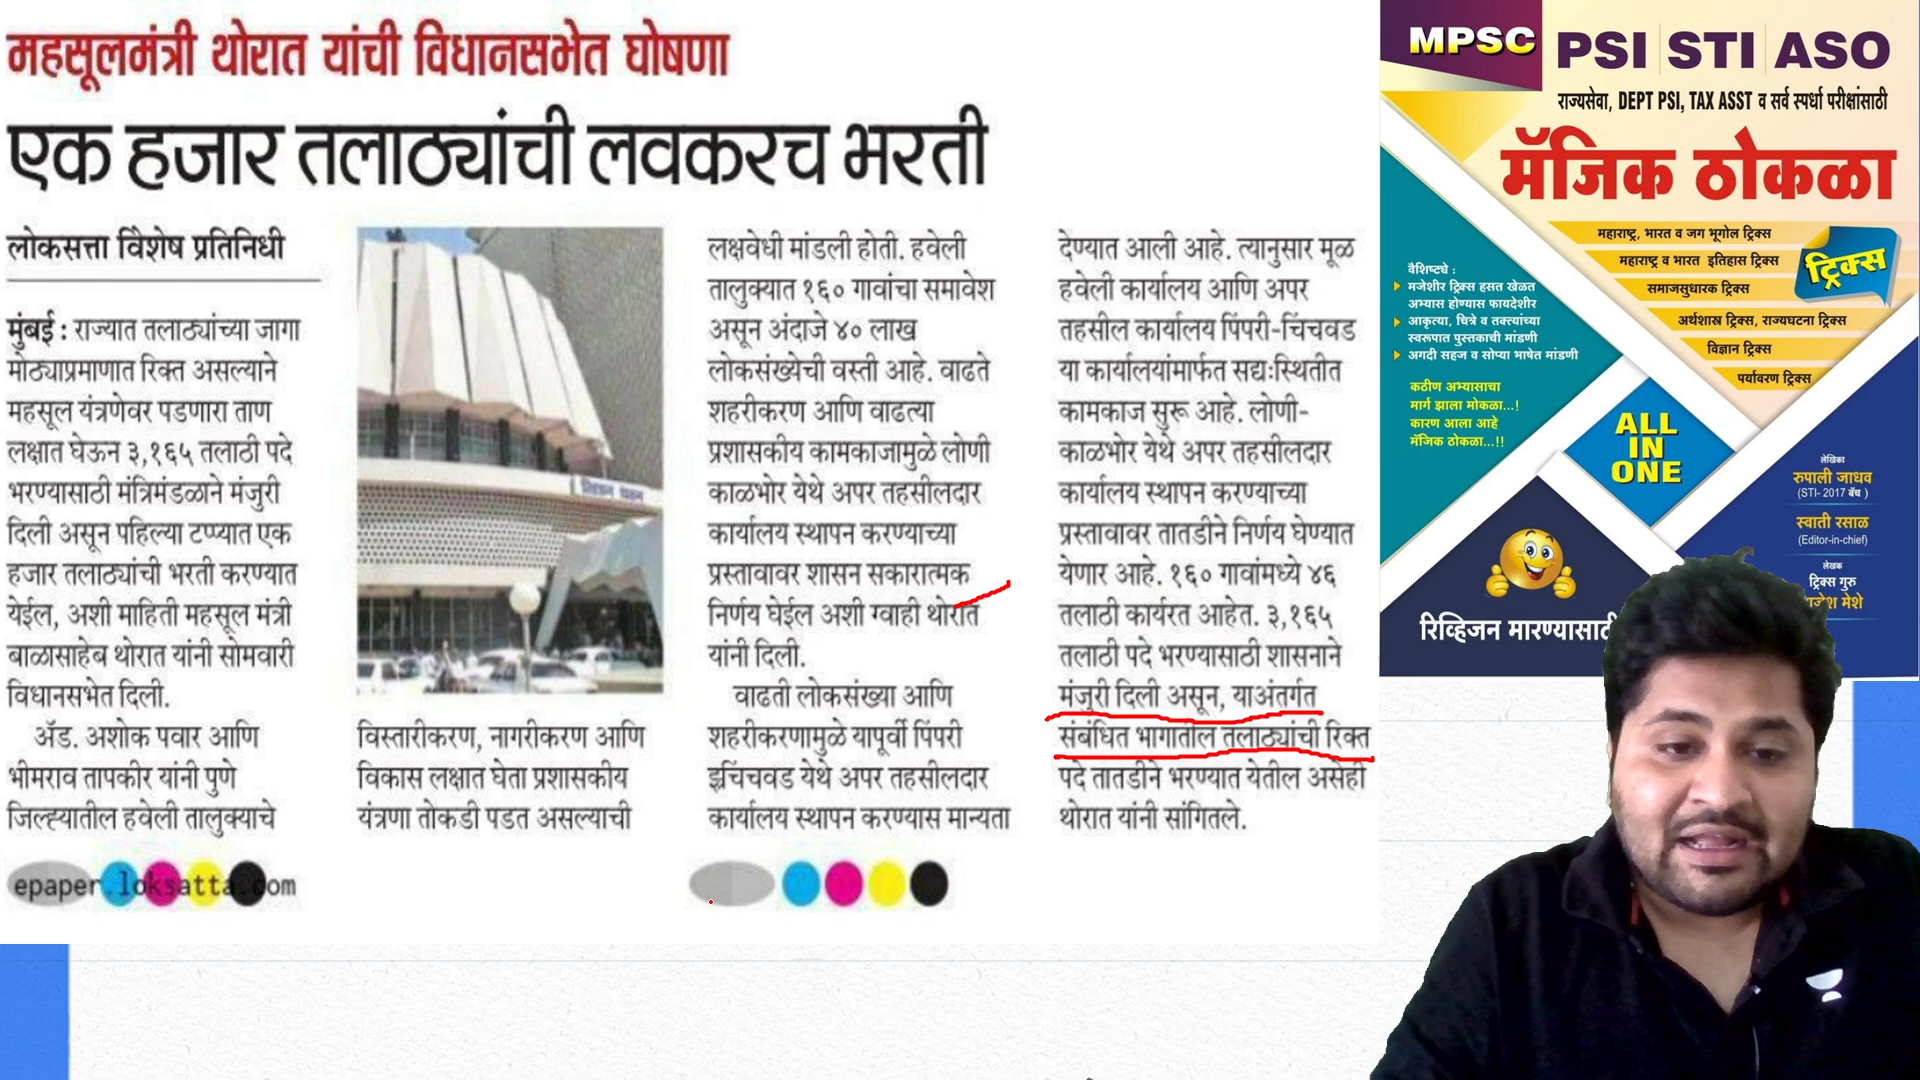 महसूलमंत्री थोरात यांची विधानसभेत घोषणा
एक हजार तलाठ्यांची लवकरच भरती
लोकसत्ता विशेष प्रतिनिधी
मुंबई : राज्यात तलाठ्यांच्या जागा
मोठ्याप्रमाणात रिक्त असल्याने
महसूल यंत्रणेवर पडणारा ताण
लक्षात घेऊन ३,१६५ तलाठी पदे
भरण्यासाठी मंत्रिमंडळाने मंजुरी
दिली असून पहिल्या टप्प्यात एक
हजार तलाठ्यांची भरती करण्यात
येईल, अशी माहिती महसूल मंत्री
बाळासाहेब थोरात यांनी सोमवारी
विधानसभेत दिली.
ॲड. अशोक पवार आणि
भीमराव तापकीर यांनी पुणे
जिल्ह्यातील हवेली तालुक्याचे
विस्तारीकरण, नागरीकरण आणि
विकास लक्षात घेता प्रशासकीय
यंत्रणा तोकडी पडत असल्याची
लक्षवेधी मांडली होती. हवेली
तालुक्यात १६० गावांचा समावेश
असून अंदाजे ४० लाख
लोकसंख्येची वस्ती आहे. वाढते
शहरीकरण आणि वाढत्या
प्रशासकीय कामकाजामुळे लोणी
काळभोर येथे अपर तहसीलदार
कार्यालय स्थापन करण्याच्या
प्रस्तावावर शासन सकारात्मक
निर्णय घेईल अशी ग्वाही थोरात
यांनी दिली.
वाढती लोकसंख्या आणि
शहरीकरणामुळे यापूर्वी पिंपरी
इचिंचवड येथे अपर तहसीलदार
कार्यालय स्थापन करण्यास मान्यता
देण्यात आली आहे. त्यानुसार मूळ
हवेली कार्यालय आणि अपर
तहसील कार्यालय पिंपरी-चिंचवड
या कार्यालयांमार्फत सद्यःस्थितीत
कामकाज सुरू आहे. लोणी-
काळभोर येथे अपर तहसीलदार
कार्यालय स्थापन करण्याच्या
प्रस्तावावर तातडीने निर्णय घेण्यात
येणार आहे. १६० गावांमध्ये ४६
तलाठी कार्यरत आहेत. ३,१६५
तलाठी पदे भरण्यासाठी शासनाने
मंजुरी दिली असून, याअंतर्गत
संबंधित भागातील तलाठ्यांची रिक्त
पदे तातडीने भरण्यात येतील असेही
थोरात यांनी सांगितले.
epaper.loksatta.com
MPSC
PSI STI ASO
राज्यसेवा, DEPT PSI, TAX ASST व सर्व स्पर्धा परीक्षांसाठी
मॅजिक ठोकळा
महाराष्ट्र, भारत व जग भूगोल ट्रिक्स
महाराष्ट्र व भारत इतिहास ट्रिक्स
समाजसुधारक ट्रिक्स
अर्थशास्त्र ट्रिक्स, राज्यघटना ट्रिक्स
विज्ञान ट्रिक्स
पर्यावरण ट्रिक्स
ट्रिक्स
वैशिष्ट्ये :
मजेशीर ट्रिक्स हसत खेळत
अभ्यास होण्यास फायदेशीर
आकृत्या, चित्रे व तक्त्यांच्या
स्वरूपात पुस्तकाची मांडणी
अगदी सहज व सोप्या भाषेत मांडणी
कठीण अभ्यासाचा
मार्ग झाला मोकळा...!
कारण आला आहे
मॅजिक ठोकळा...!!
ALL
IN
ONE
लेखिका
रुपाली जाधव
(STI- 2017 बॅच )
स्वाती रसाळ
(Editor-in-chief)
लेखक
ट्रिक्स गुरु
मेशे
रिव्हिजन मारण्यासाठी